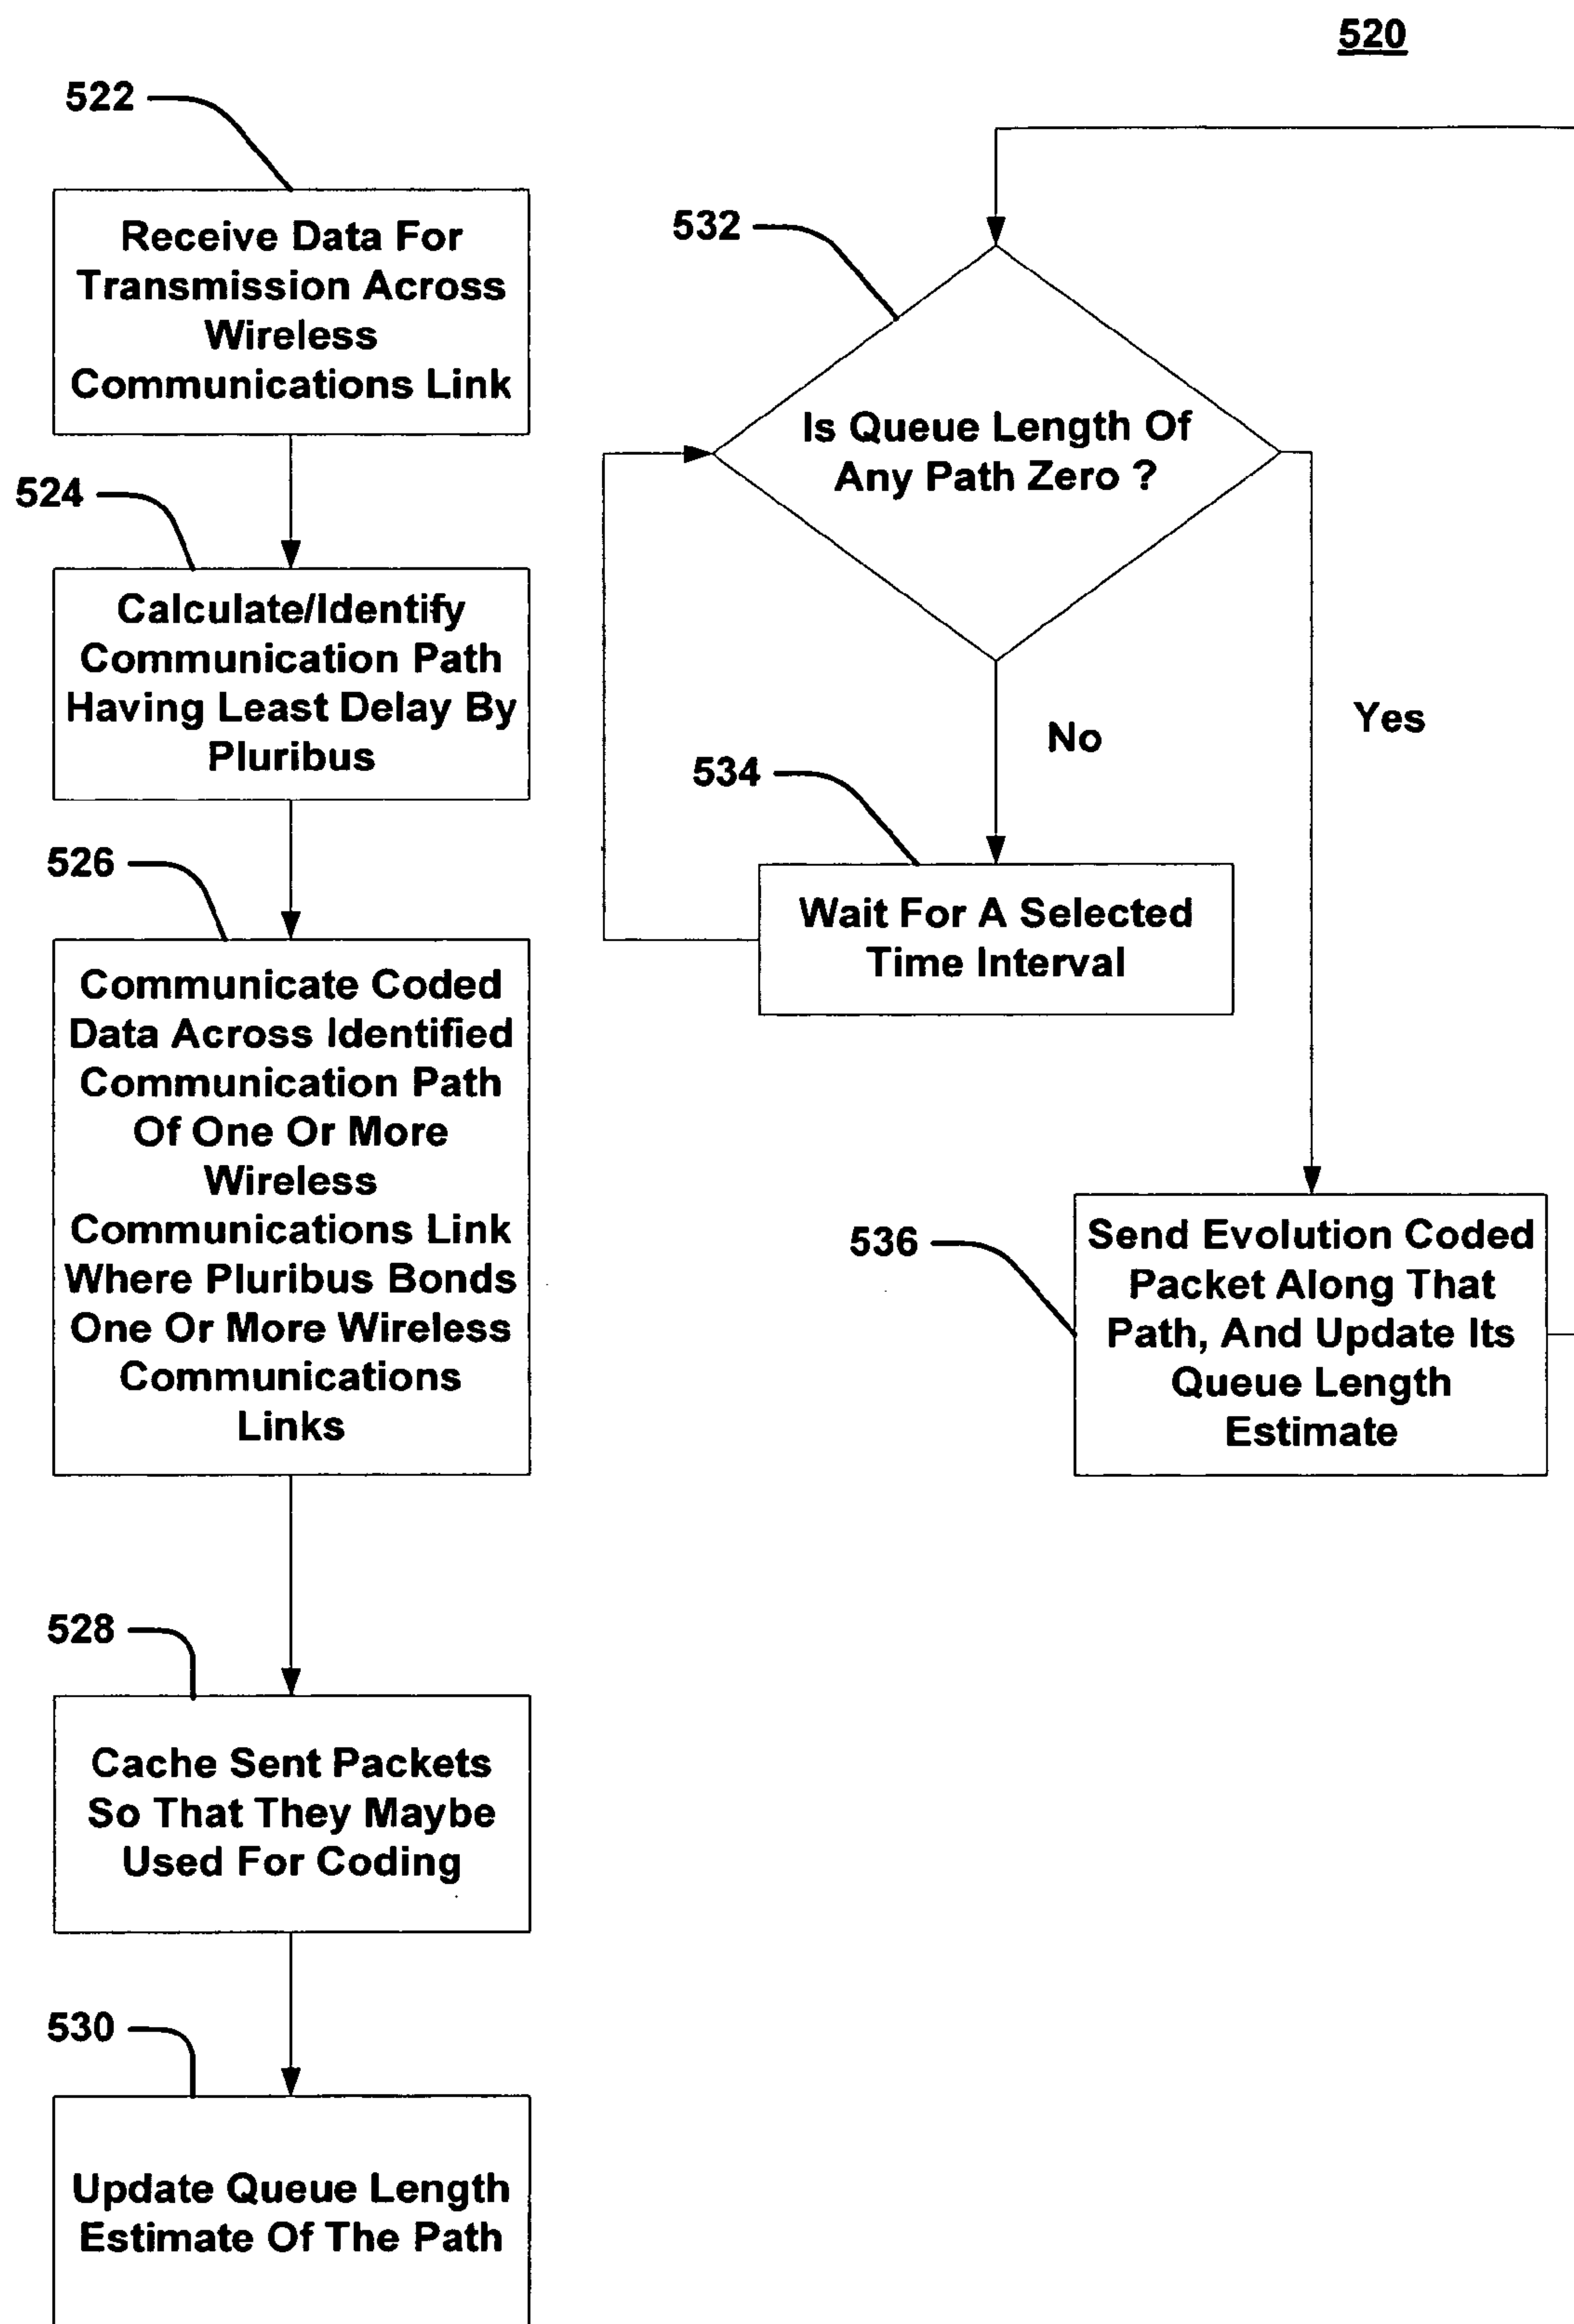 520
522
Receive Data For
Transmission Across
Wireless
Communications Link
524
Calculate/Identify
Communication Path
Having Least Delay By
Pluribus
526
Communicate Coded
Data Across Identified
Communication Path
Of One Or More
Wireless
Communications Link
Where Pluribus Bonds
One Or More Wireless
Communications
Links
528
Cache Sent Packets
So That They Maybe
Used For Coding
530
Update Queue Length
Estimate Of The Path
532
Is Queue Length Of
Any Path Zero ?
No
Yes
534
Wait For A Selected
Time Interval
536
Send Evolution Coded
Packet Along That
Path, And Update Its
Queue Length
Estimate